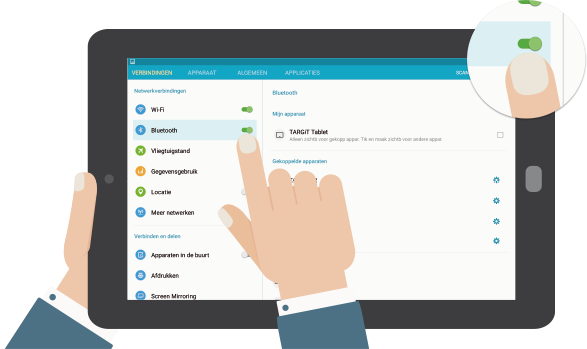 VERBINDINGEN APPARAAT ALGEMEEN APPLICATIES SCAN
Netwerkverbindingen
Wi-Fi
Bluetooth
Vliegtuigstand
Gegevensgebruik
Locatie
Meer netwerken
Verbinden en delen
Apparaten in de buurt
Afdrukken
Screen Mirroring
Bluetooth
Mijn apparaat
TARGIT Tablet
Alleen zichtb voor gekopp appar. Tik en maak zichtb voor andere appar
Gekoppelde apparaten